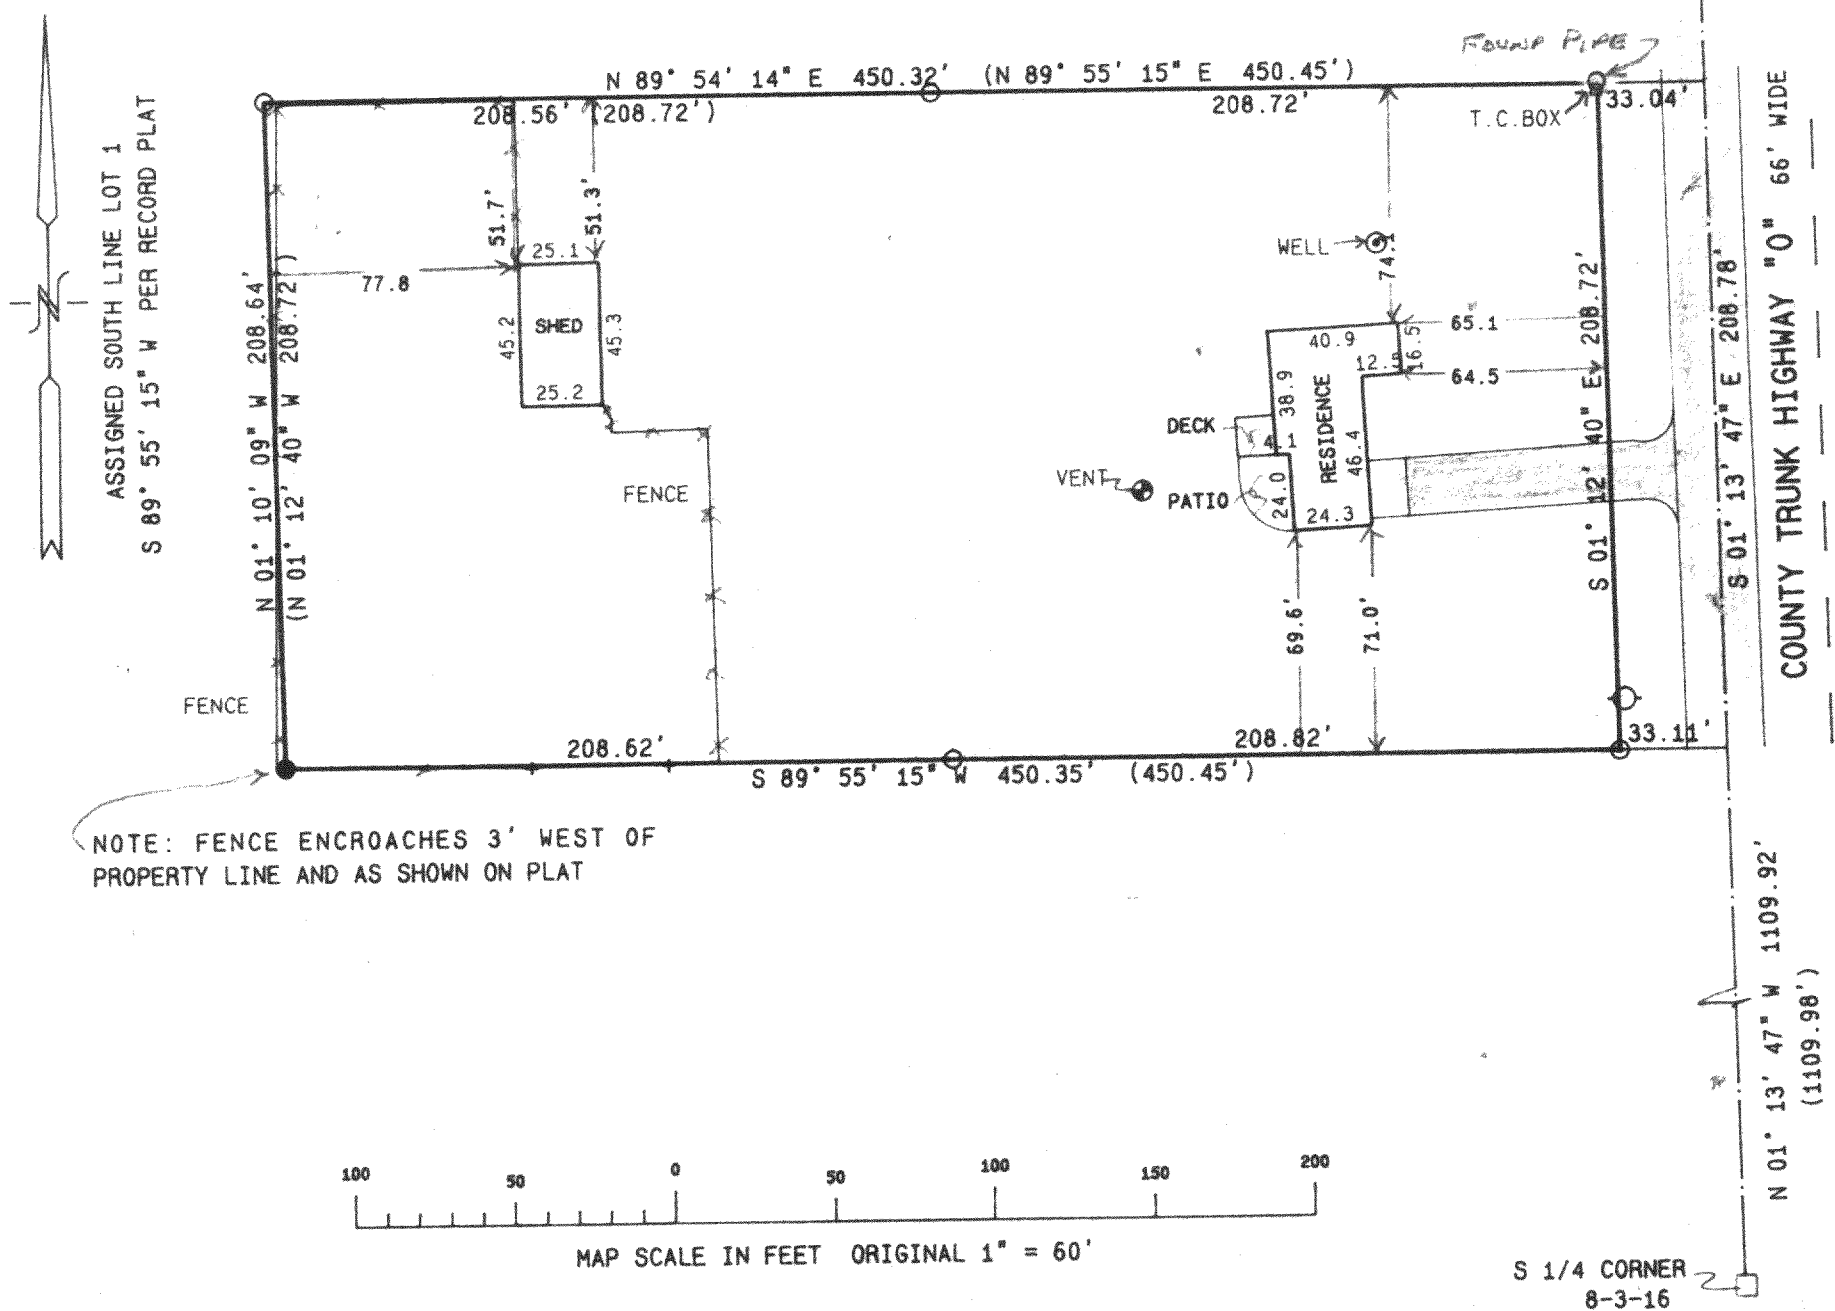 FOUND PIPE
N 89° 54' 14" E 450.32' (N 89° 55' 15" E 450.45')
208.56' (208.72')
208.72'
33.04'
T.C.BOX
ASSIGNED SOUTH LINE LOT 1
S 89° 55' 15" W PER RECORD PLAT
N
N 01° 10' 09" W 208.64'
(N 01° 12' 40" W 208.72')
51.7'
51.3'
25.1
77.8
SHED
45.2
45.3
25.2
FENCE
WELL
74.1
65.1
40.9
16.5
12.5
64.5
38.9
RESIDENCE
DECK
4.1
46.4
VENT
PATIO
24.0
24.3
69.6'
71.0'
S 01° 12' 40" E 208.72'
S 01° 13' 47" E 208.78'
COUNTY TRUNK HIGHWAY "O" 66' WIDE
FENCE
208.62'
208.82'
33.11'
S 89° 55' 15" W 450.35' (450.45')
NOTE: FENCE ENCROACHES 3' WEST OF
PROPERTY LINE AND AS SHOWN ON PLAT
N 01° 13' 47" W 1109.92'
(1109.98')
100 50 0 50 100 150 200
MAP SCALE IN FEET ORIGINAL 1" = 60'
S 1/4 CORNER
8-3-16